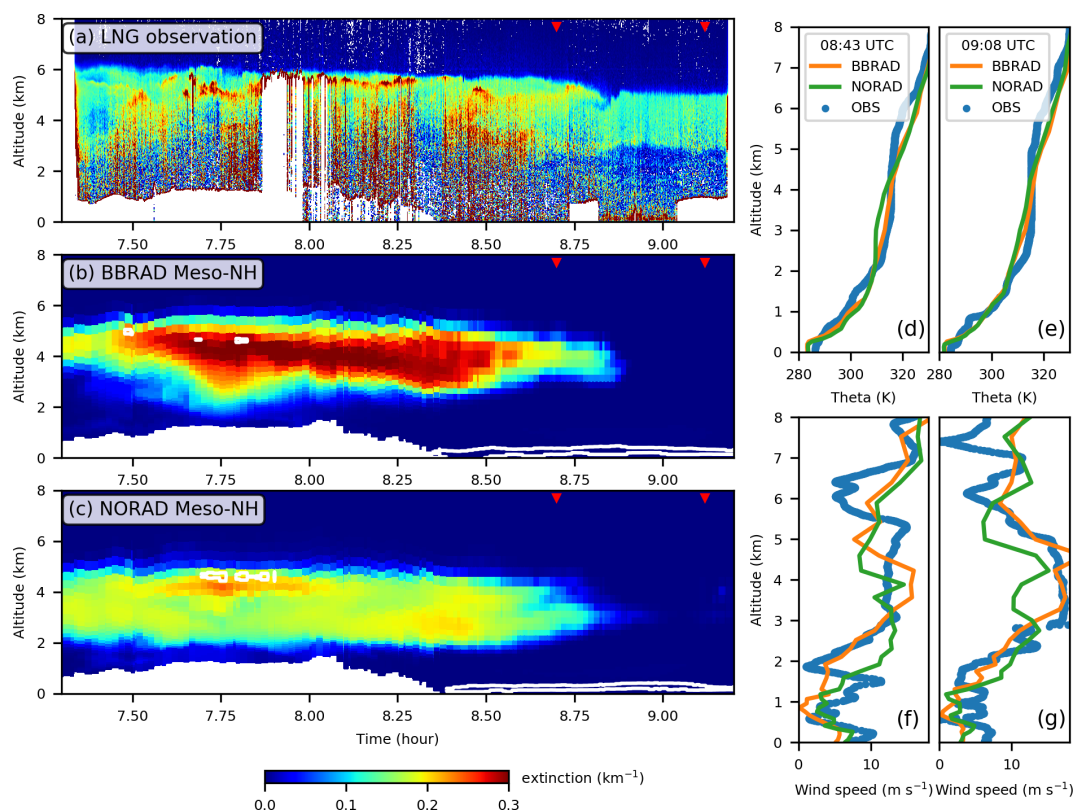 (a) LNG observation
Altitude (km)
8
6
4
2
0
7.50 7.75 8.00 8.25 8.50 8.75 9.00
(b) BBRAD Meso-NH
Altitude (km)
8
6
4
2
0
7.50 7.75 8.00 8.25 8.50 8.75 9.00
(c) NORAD Meso-NH
Altitude (km)
8
6
4
2
0
7.50 7.75 8.00 8.25 8.50 8.75 9.00
Time (hour)
extinction (km⁻¹)
0.0 0.1 0.2 0.3
08:43 UTC
BBRAD
NORAD
OBS
Altitude (km)
8
7
6
5
4
3
2
1
0
(d)
280 300 320
Theta (K)
09:08 UTC
BBRAD
NORAD
OBS
(e)
280 300 320
Theta (K)
Altitude (km)
8
7
6
5
4
3
2
1
0
(f)
0 10
Wind speed (m s⁻¹)
(g)
0 10
Wind speed (m s⁻¹)